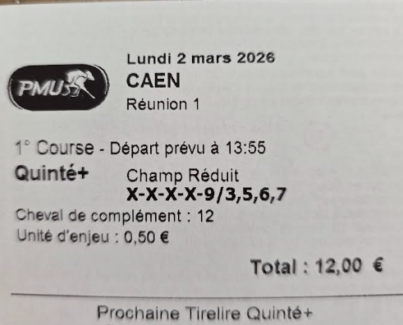 Lundi 2 mars 2026
PMU
CAEN
Réunion 1
1° Course - Départ prévu à 13:55
Quinté+ Champ Réduit
X-X-X-X-9/3,5,6,7
Cheval de complément : 12
Unité d'enjeu : 0,50 €
Total : 12,00 €
Prochaine Tirelire Quinté+